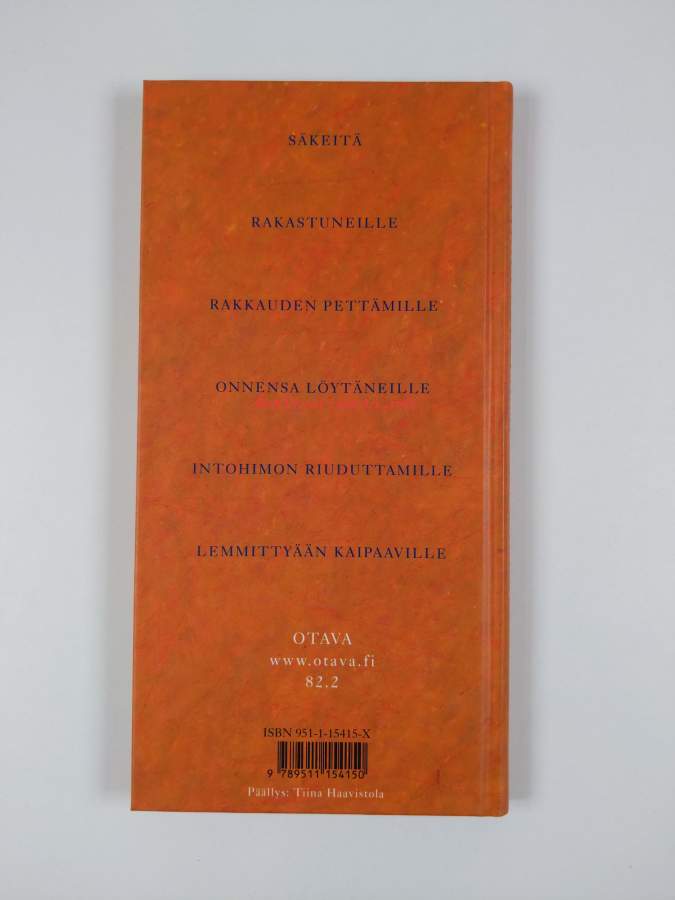 SÄKEITÄ
RAKASTUNEILLE
RAKKAUDEN PETTÄMILLE
ONNENSA LÖYTÄNEILLE
INTOHIMON RIUDUTTAMILLE
LEMMITTYÄÄN KAIPAAVILLE
OTAVA
www.otava.fi
82.2
ISBN 951-1-15415-X
9 789511 154150
Päällys: Tiina Haavistola